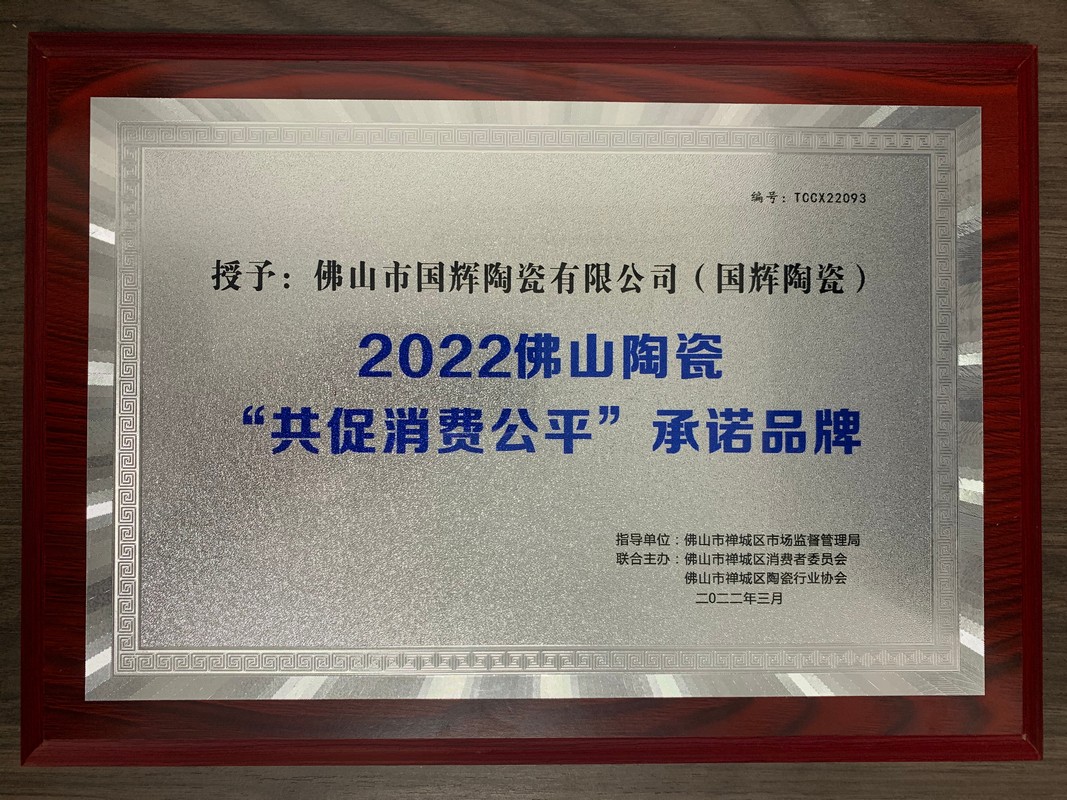 编号：TCCX22093
授予：佛山市国辉陶瓷有限公司（国辉陶瓷）
2022佛山陶瓷
“共促消费公平”承诺品牌
指导单位：佛山市禅城区市场监督管理局
联合主办：佛山市禅城区消费者委员会
佛山市禅城区陶瓷行业协会
二0二二年三月